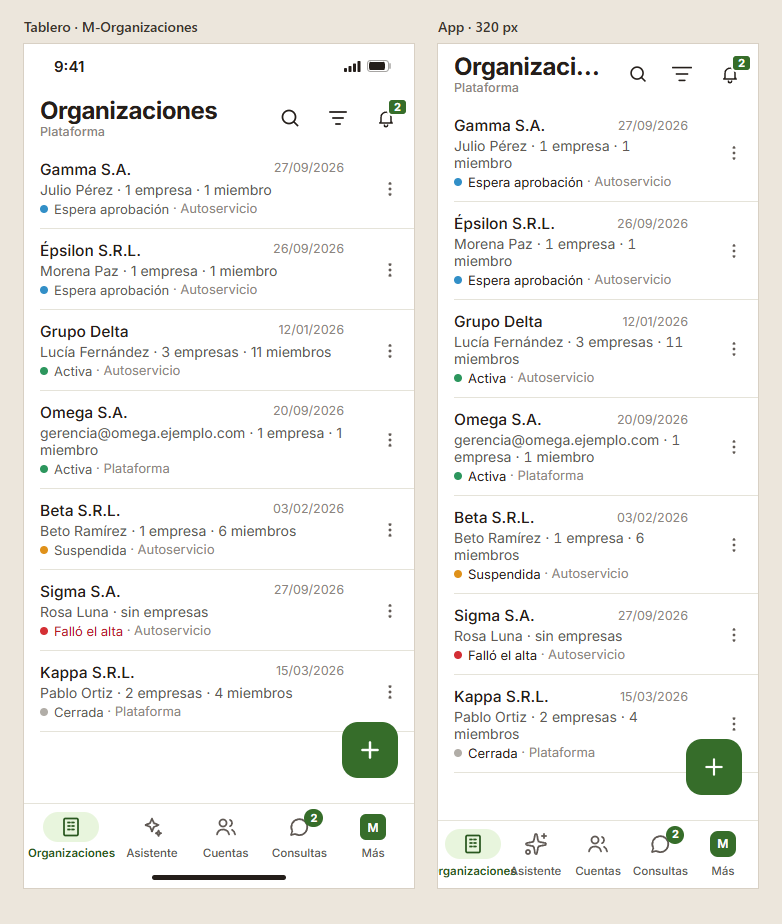 Tablero · M-Organizaciones
9:41
Organizaciones
Plataforma
2
Gamma S.A.
27/09/2026
Julio Pérez · 1 empresa · 1 miembro
Espera aprobación · Autoservicio
Épsilon S.R.L.
26/09/2026
Morena Paz · 1 empresa · 1 miembro
Espera aprobación · Autoservicio
Grupo Delta
12/01/2026
Lucía Fernández · 3 empresas · 11 miembros
Activa · Autoservicio
Omega S.A.
20/09/2026
gerencia@omega.ejemplo.com · 1 empresa · 1
miembro
Activa · Plataforma
Beta S.R.L.
03/02/2026
Beto Ramírez · 1 empresa · 6 miembros
Suspendida · Autoservicio
Sigma S.A.
27/09/2026
Rosa Luna · sin empresas
Falló el alta · Autoservicio
Kappa S.R.L.
15/03/2026
Pablo Ortiz · 2 empresas · 4 miembros
Cerrada · Plataforma
2
M
Organizaciones
Asistente
Cuentas
Consultas
Más
App · 320 px
Organizaci...
Plataforma
2
Gamma S.A.
27/09/2026
Julio Pérez · 1 empresa · 1
miembro
Espera aprobación · Autoservicio
Épsilon S.R.L.
26/09/2026
Morena Paz · 1 empresa · 1
miembro
Espera aprobación · Autoservicio
Grupo Delta
12/01/2026
Lucía Fernández · 3 empresas · 11
miembros
Activa · Autoservicio
Omega S.A.
20/09/2026
gerencia@omega.ejemplo.com · 1
empresa · 1 miembro
Activa · Plataforma
Beta S.R.L.
03/02/2026
Beto Ramírez · 1 empresa · 6
miembros
Suspendida · Autoservicio
Sigma S.A.
27/09/2026
Rosa Luna · sin empresas
Falló el alta · Autoservicio
Kappa S.R.L.
15/03/2026
Pablo Ortiz · 2 empresas · 4
miembros
Cerrada · Plataforma
2
M
rganizaciones
Asistente
Cuentas
Consultas
Más